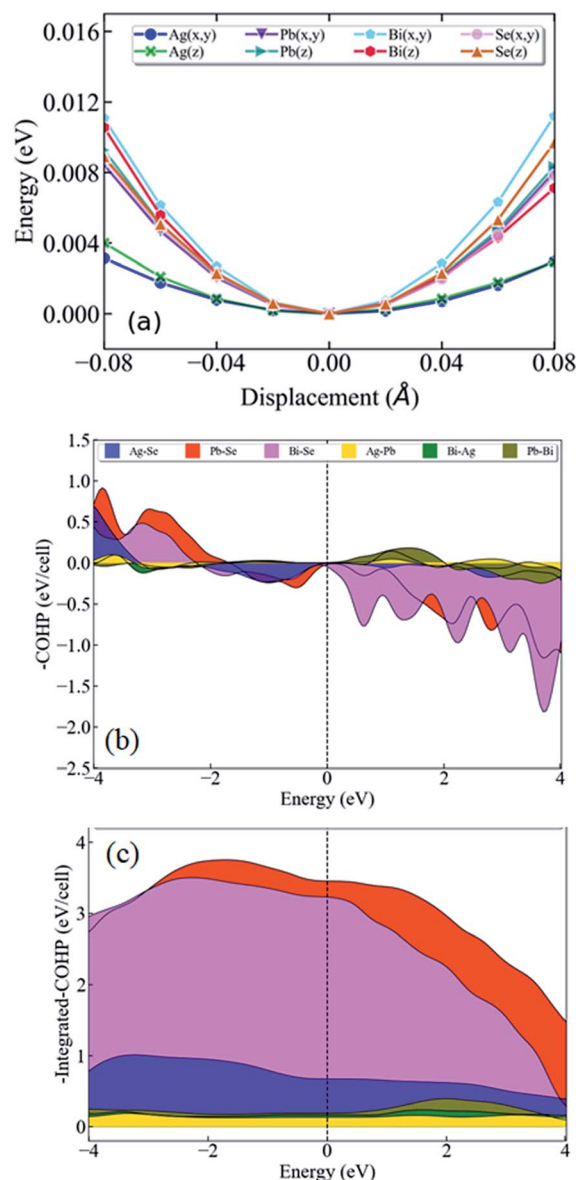 Ag(x,y) Pb(x,y) Bi(x,y) Se(x,y)
Ag(z) Pb(z) Bi(z) Se(z)
0.016
0.012
0.008
0.004
0.000
Energy (eV)
(a)
−0.08 −0.04 0.00 0.04 0.08
Displacement (Å)
Ag-Se Pb-Se Bi-Se Ag-Pb Bi-Ag Pb-Bi
1.5
1.0
0.5
0.0
−0.5
−1.0
−1.5
−2.0
−2.5
-COHP (eV/cell)
(b)
−4 −2 0 2 4
Energy (eV)
(c)
4
3
2
1
0
-Integrated-COHP (eV/cell)
−4 −2 0 2 4
Energy (eV)